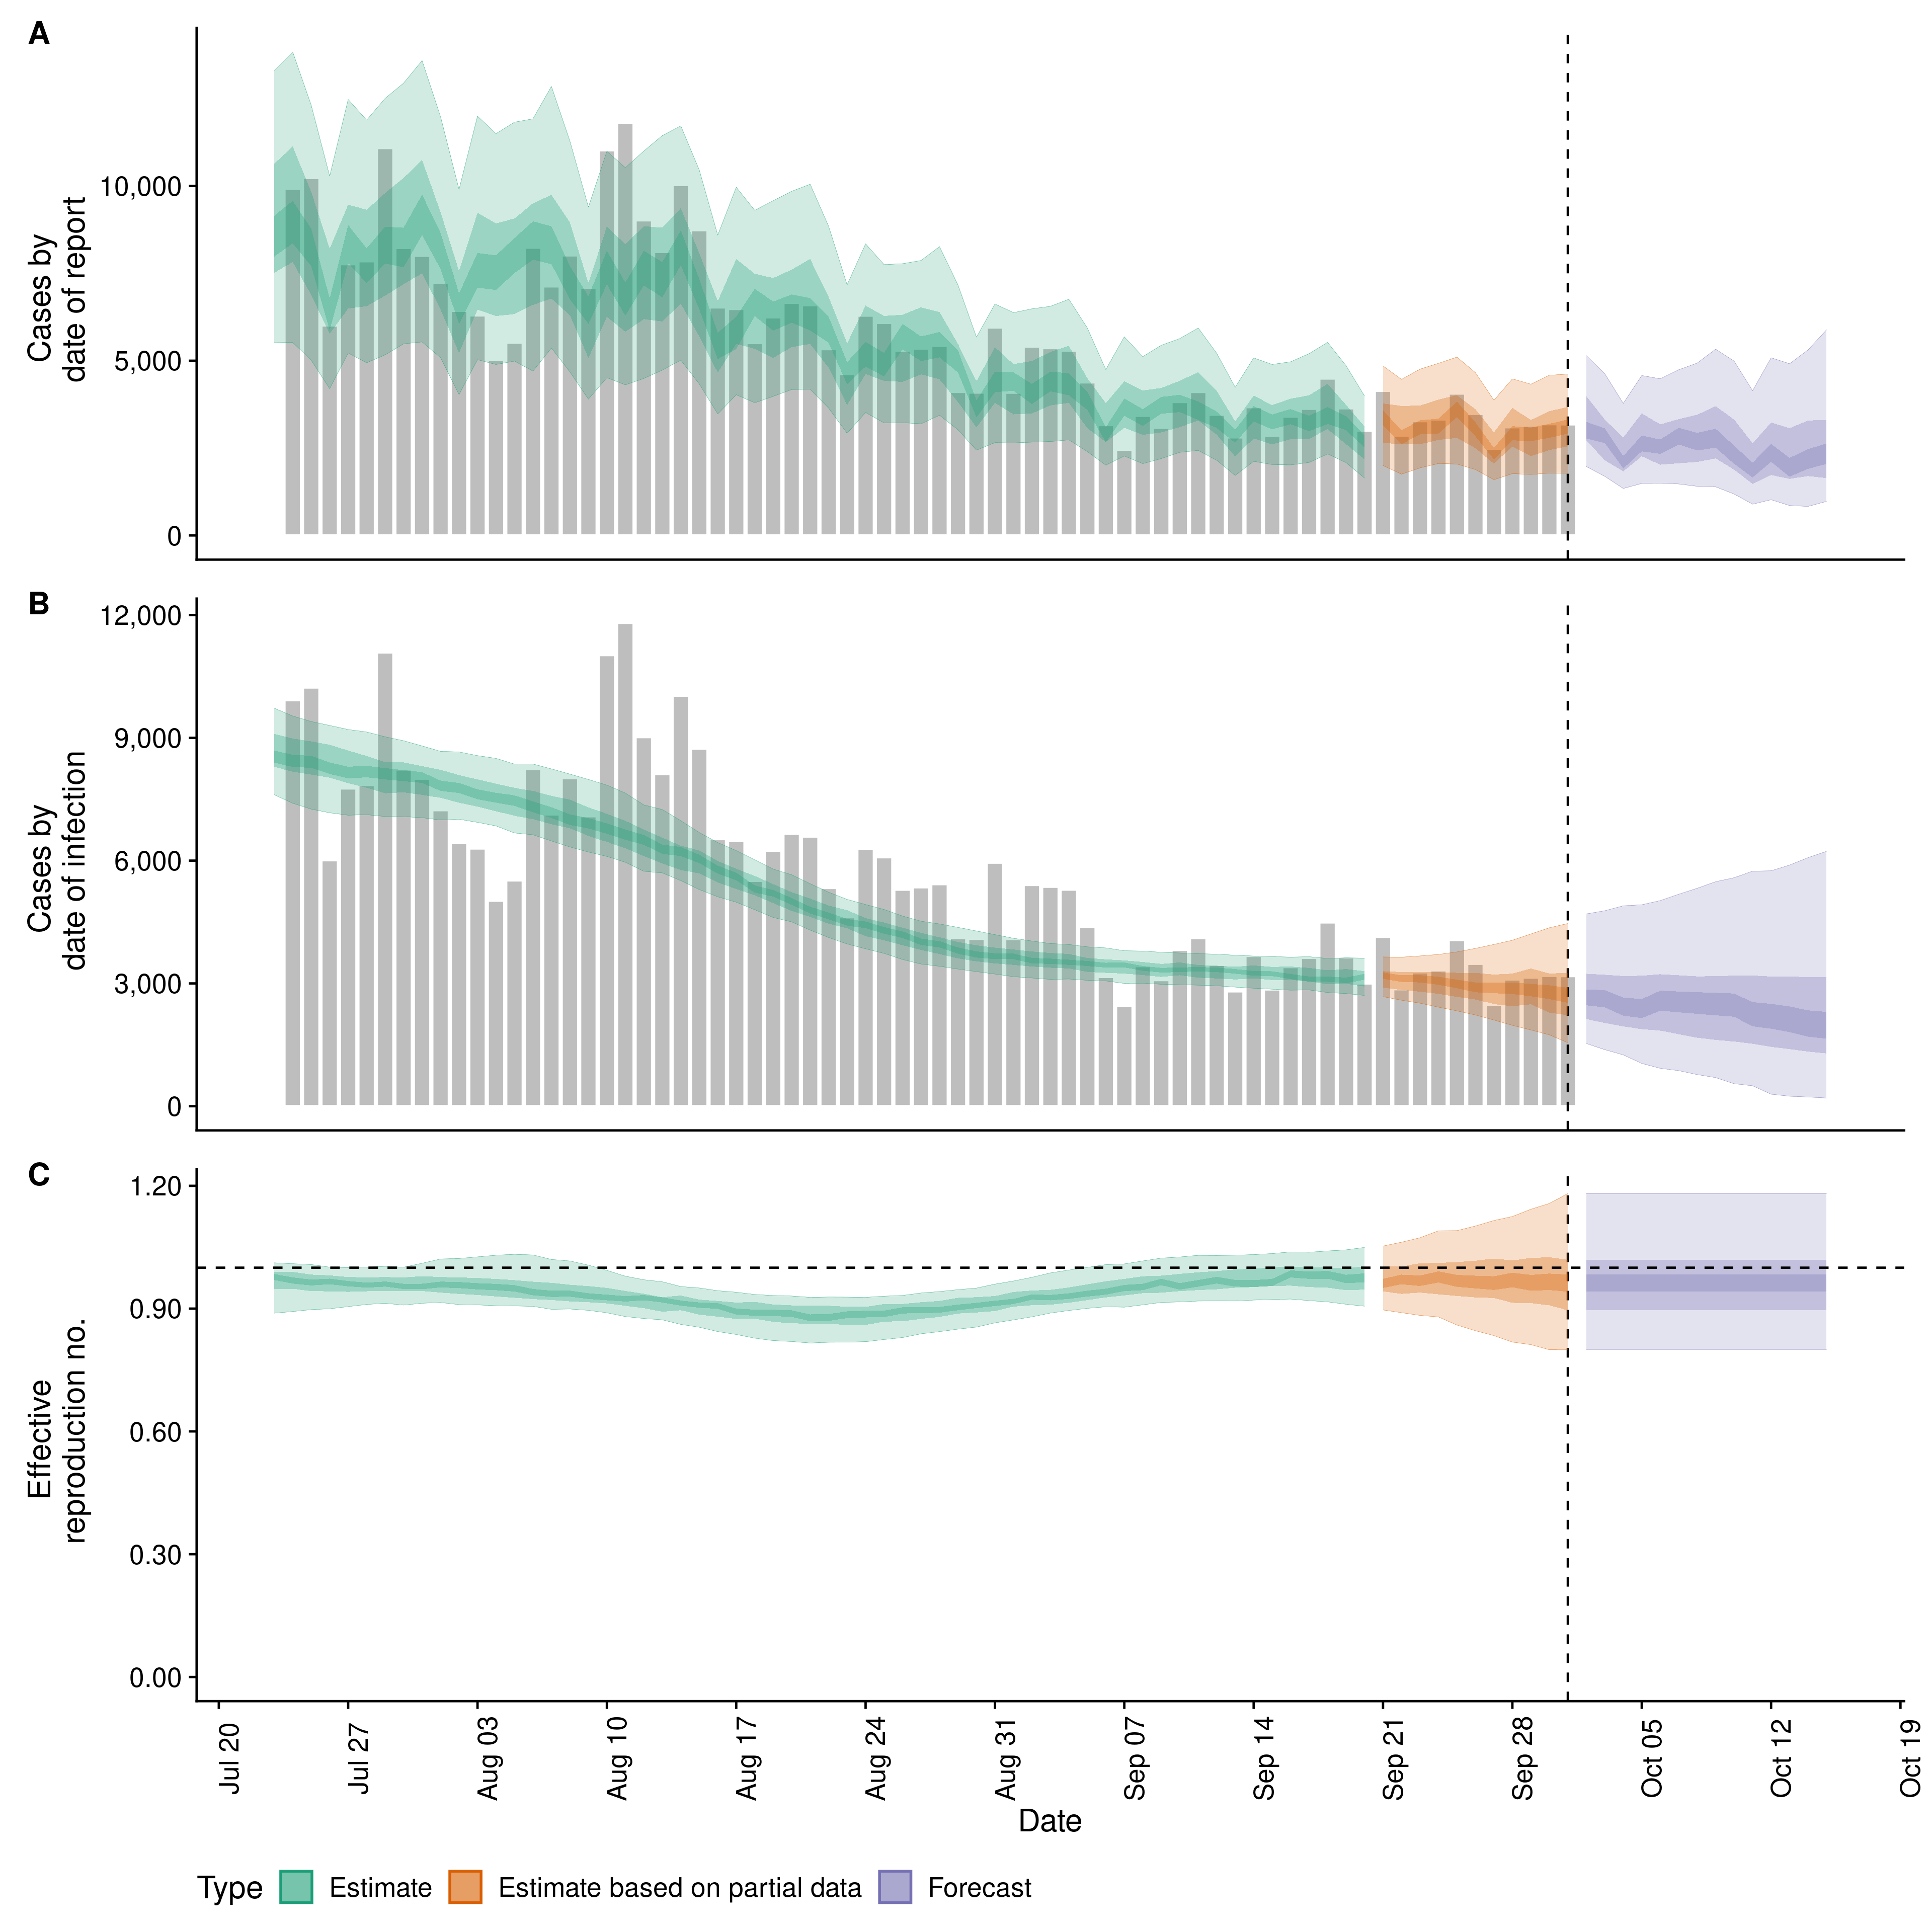 A
Cases by
date of report
10,000
5,000
0
B
Cases by
date of infection
12,000
9,000
6,000
3,000
0
C
Effective
reproduction no.
1.20
0.90
0.60
0.30
0.00
Jul 20
Jul 27
Aug 03
Aug 10
Aug 17
Aug 24
Aug 31
Sep 07
Sep 14
Sep 21
Sep 28
Oct 05
Oct 12
Oct 19
Date
Type Estimate Estimate based on partial data Forecast